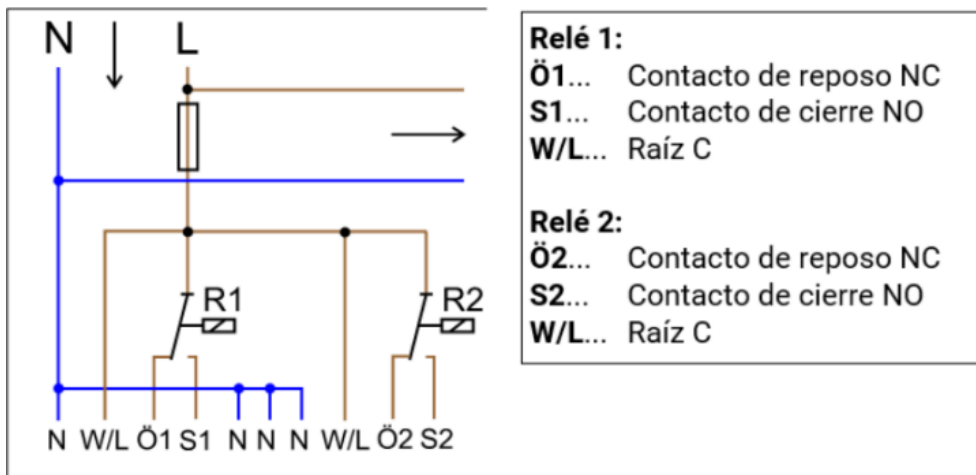 N L
R1 R2
N W/L Ö1 S1 N N N W/L Ö2 S2
Relé 1:
Ö1... Contacto de reposo NC
S1... Contacto de cierre NO
W/L... Raíz C
Relé 2:
Ö2... Contacto de reposo NC
S2... Contacto de cierre NO
W/L... Raíz C